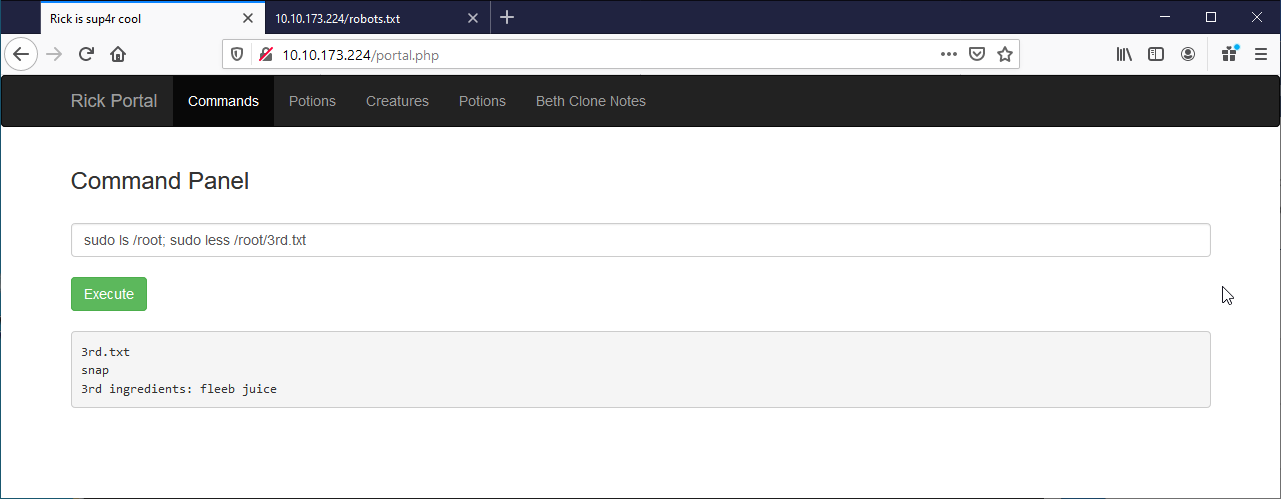 Rick is sup4r cool
10.10.173.224/robots.txt
10.10.173.224/portal.php
Rick Portal Commands Potions Creatures Potions Beth Clone Notes
Command Panel
sudo ls /root; sudo less /root/3rd.txt
Execute
3rd.txt
snap
3rd ingredients: fleeb juice